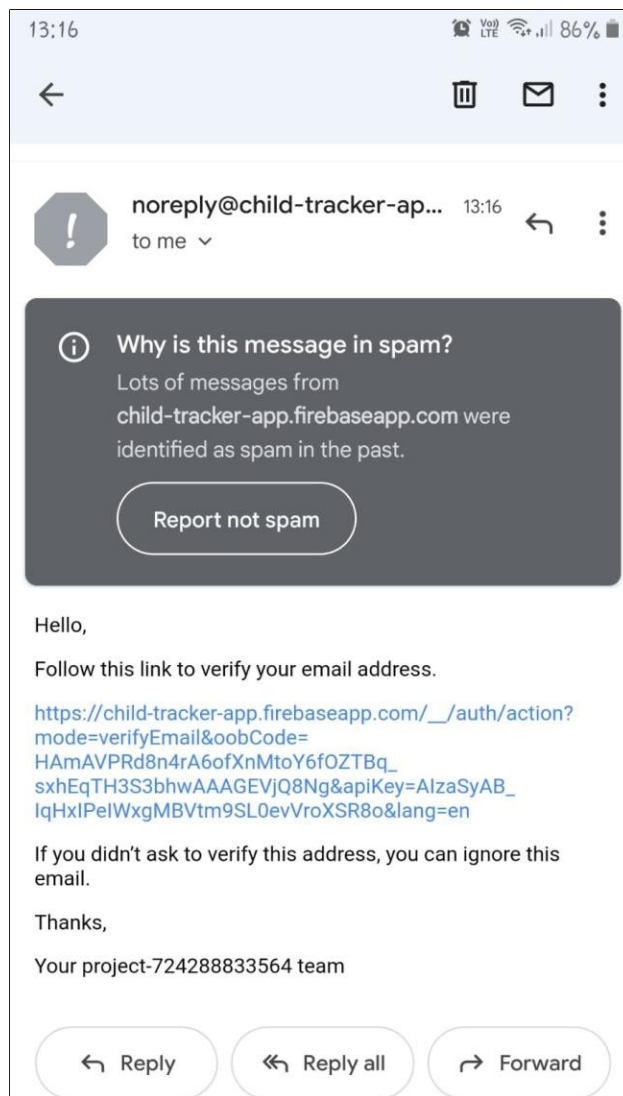 13:16 Vo)) LTE 86%
noreply@child-tracker-ap... 13:16
to me
!
Why is this message in spam?
Lots of messages from
child-tracker-app.firebaseapp.com were
identified as spam in the past.
Report not spam
Hello,
Follow this link to verify your email address.
https://child-tracker-app.firebaseapp.com/__/auth/action?
mode=verifyEmail&oobCode=
HAmAVPRd8n4rA6ofXnMtoY6fOZTBq_
sxhEqTH3S3bhwAAAGEVjQ8Ng&apiKey=AIzaSyAB_
IqHxIPeIWxgMBVtm9SL0evVroXSR8o&lang=en
If you didn't ask to verify this address, you can ignore this
email.
Thanks,
Your project-724288833564 team
Reply Reply all Forward